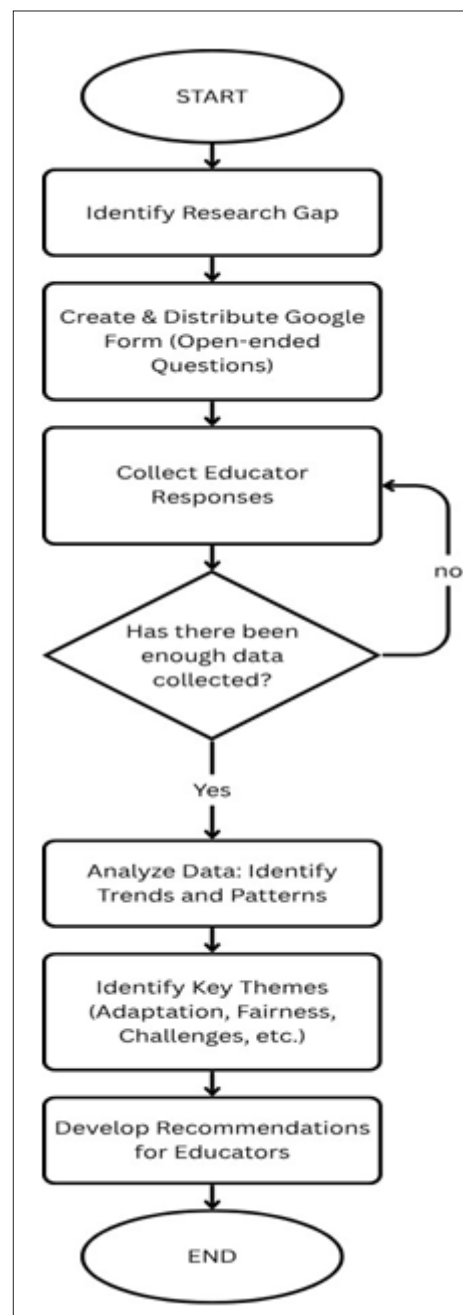 START
Identify Research Gap
Create & Distribute Google
Form (Open-ended
Questions)
Collect Educator
Responses
no
Has there been
enough data
collected?
Yes
Analyze Data: Identify
Trends and Patterns
Identify Key Themes
(Adaptation, Fairness,
Challenges, etc.)
Develop Recommendations
for Educators
END